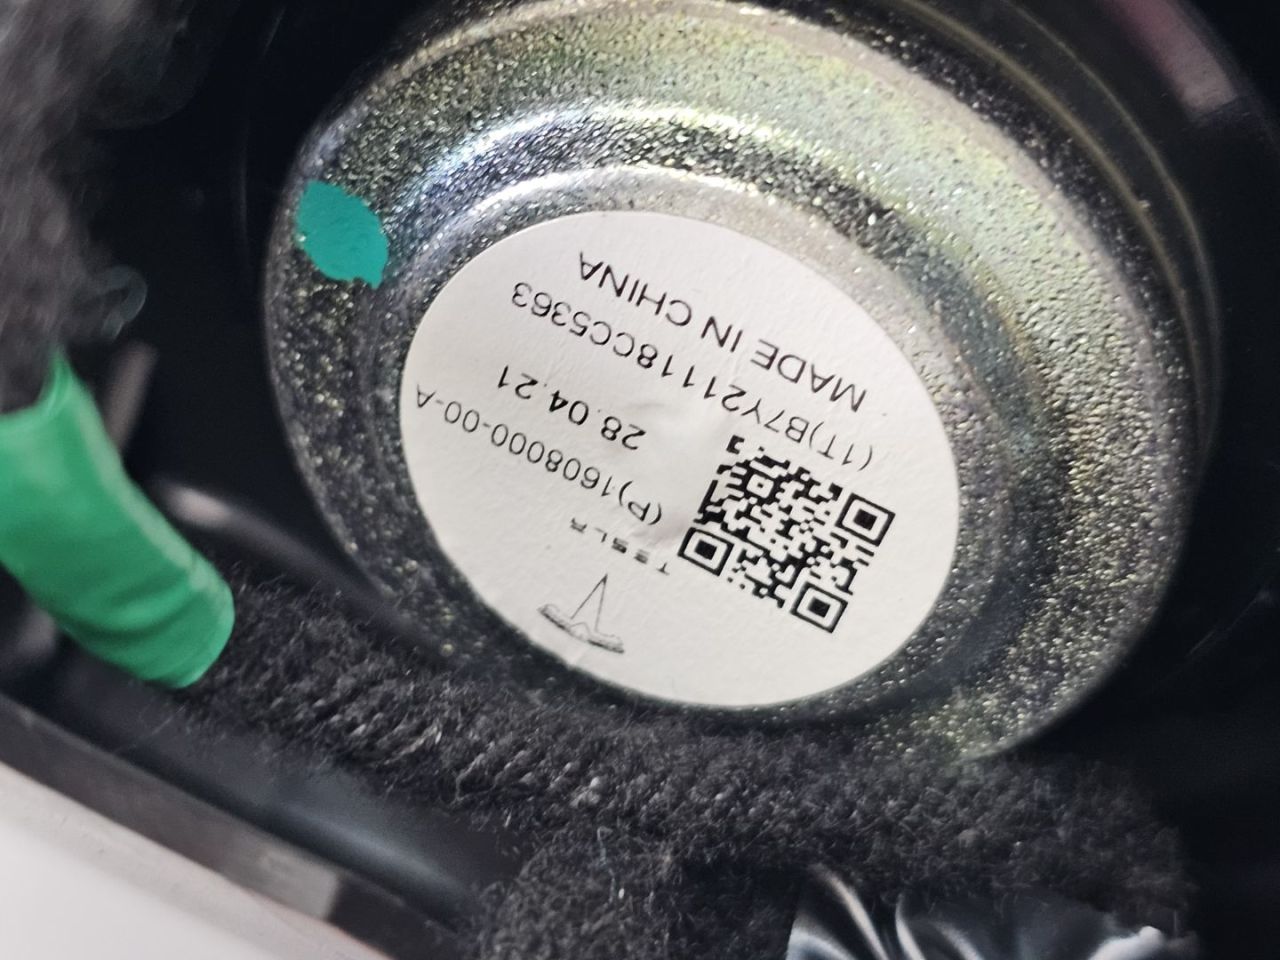 TESLA
(P)1608000-00-A
28.04.21
(1T)B7Y21118CC5363
MADE IN CHINA